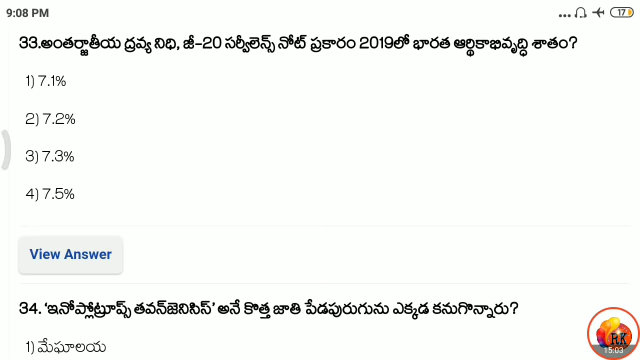 9:08 PM
17
33.అంతర్జాతీయ ద్రవ్య నిధి, జీ-20 సర్వీలెన్స్ నోట్ ప్రకారం 2019లో భారత ఆర్థికాభివృద్ధి శాతం?
1) 7.1%
2) 7.2%
3) 7.3%
4) 7.5%
View Answer
34. ‘ఇనోప్లోట్రూప్స్ తవన్‌జెనిసిస్’ అనే కొత్త జాతి పేడపురుగును ఎక్కడ కనుగొన్నారు?
1) మేఘాలయ
RK
15:03